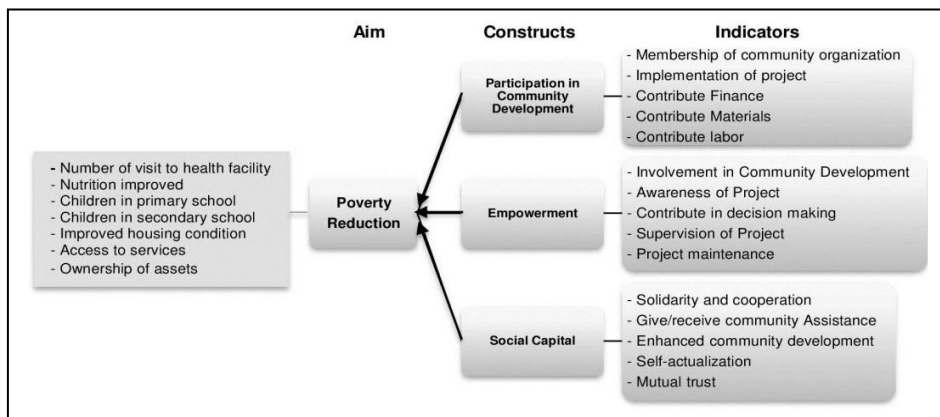 Aim
Constructs
Indicators
- Number of visit to health facility
- Nutrition improved
- Children in primary school
- Children in secondary school
- Improved housing condition
- Access to services
- Ownership of assets
Poverty
Reduction
Participation in
Community
Development
- Membership of community organization
- Implementation of project
- Contribute Finance
- Contribute Materials
- Contribute labor
Empowerment
- Involvement in Community Development
- Awareness of Project
- Contribute in decision making
- Supervision of Project
- Project maintenance
Social Capital
- Solidarity and cooperation
- Give/receive community Assistance
- Enhanced community development
- Self-actualization
- Mutual trust